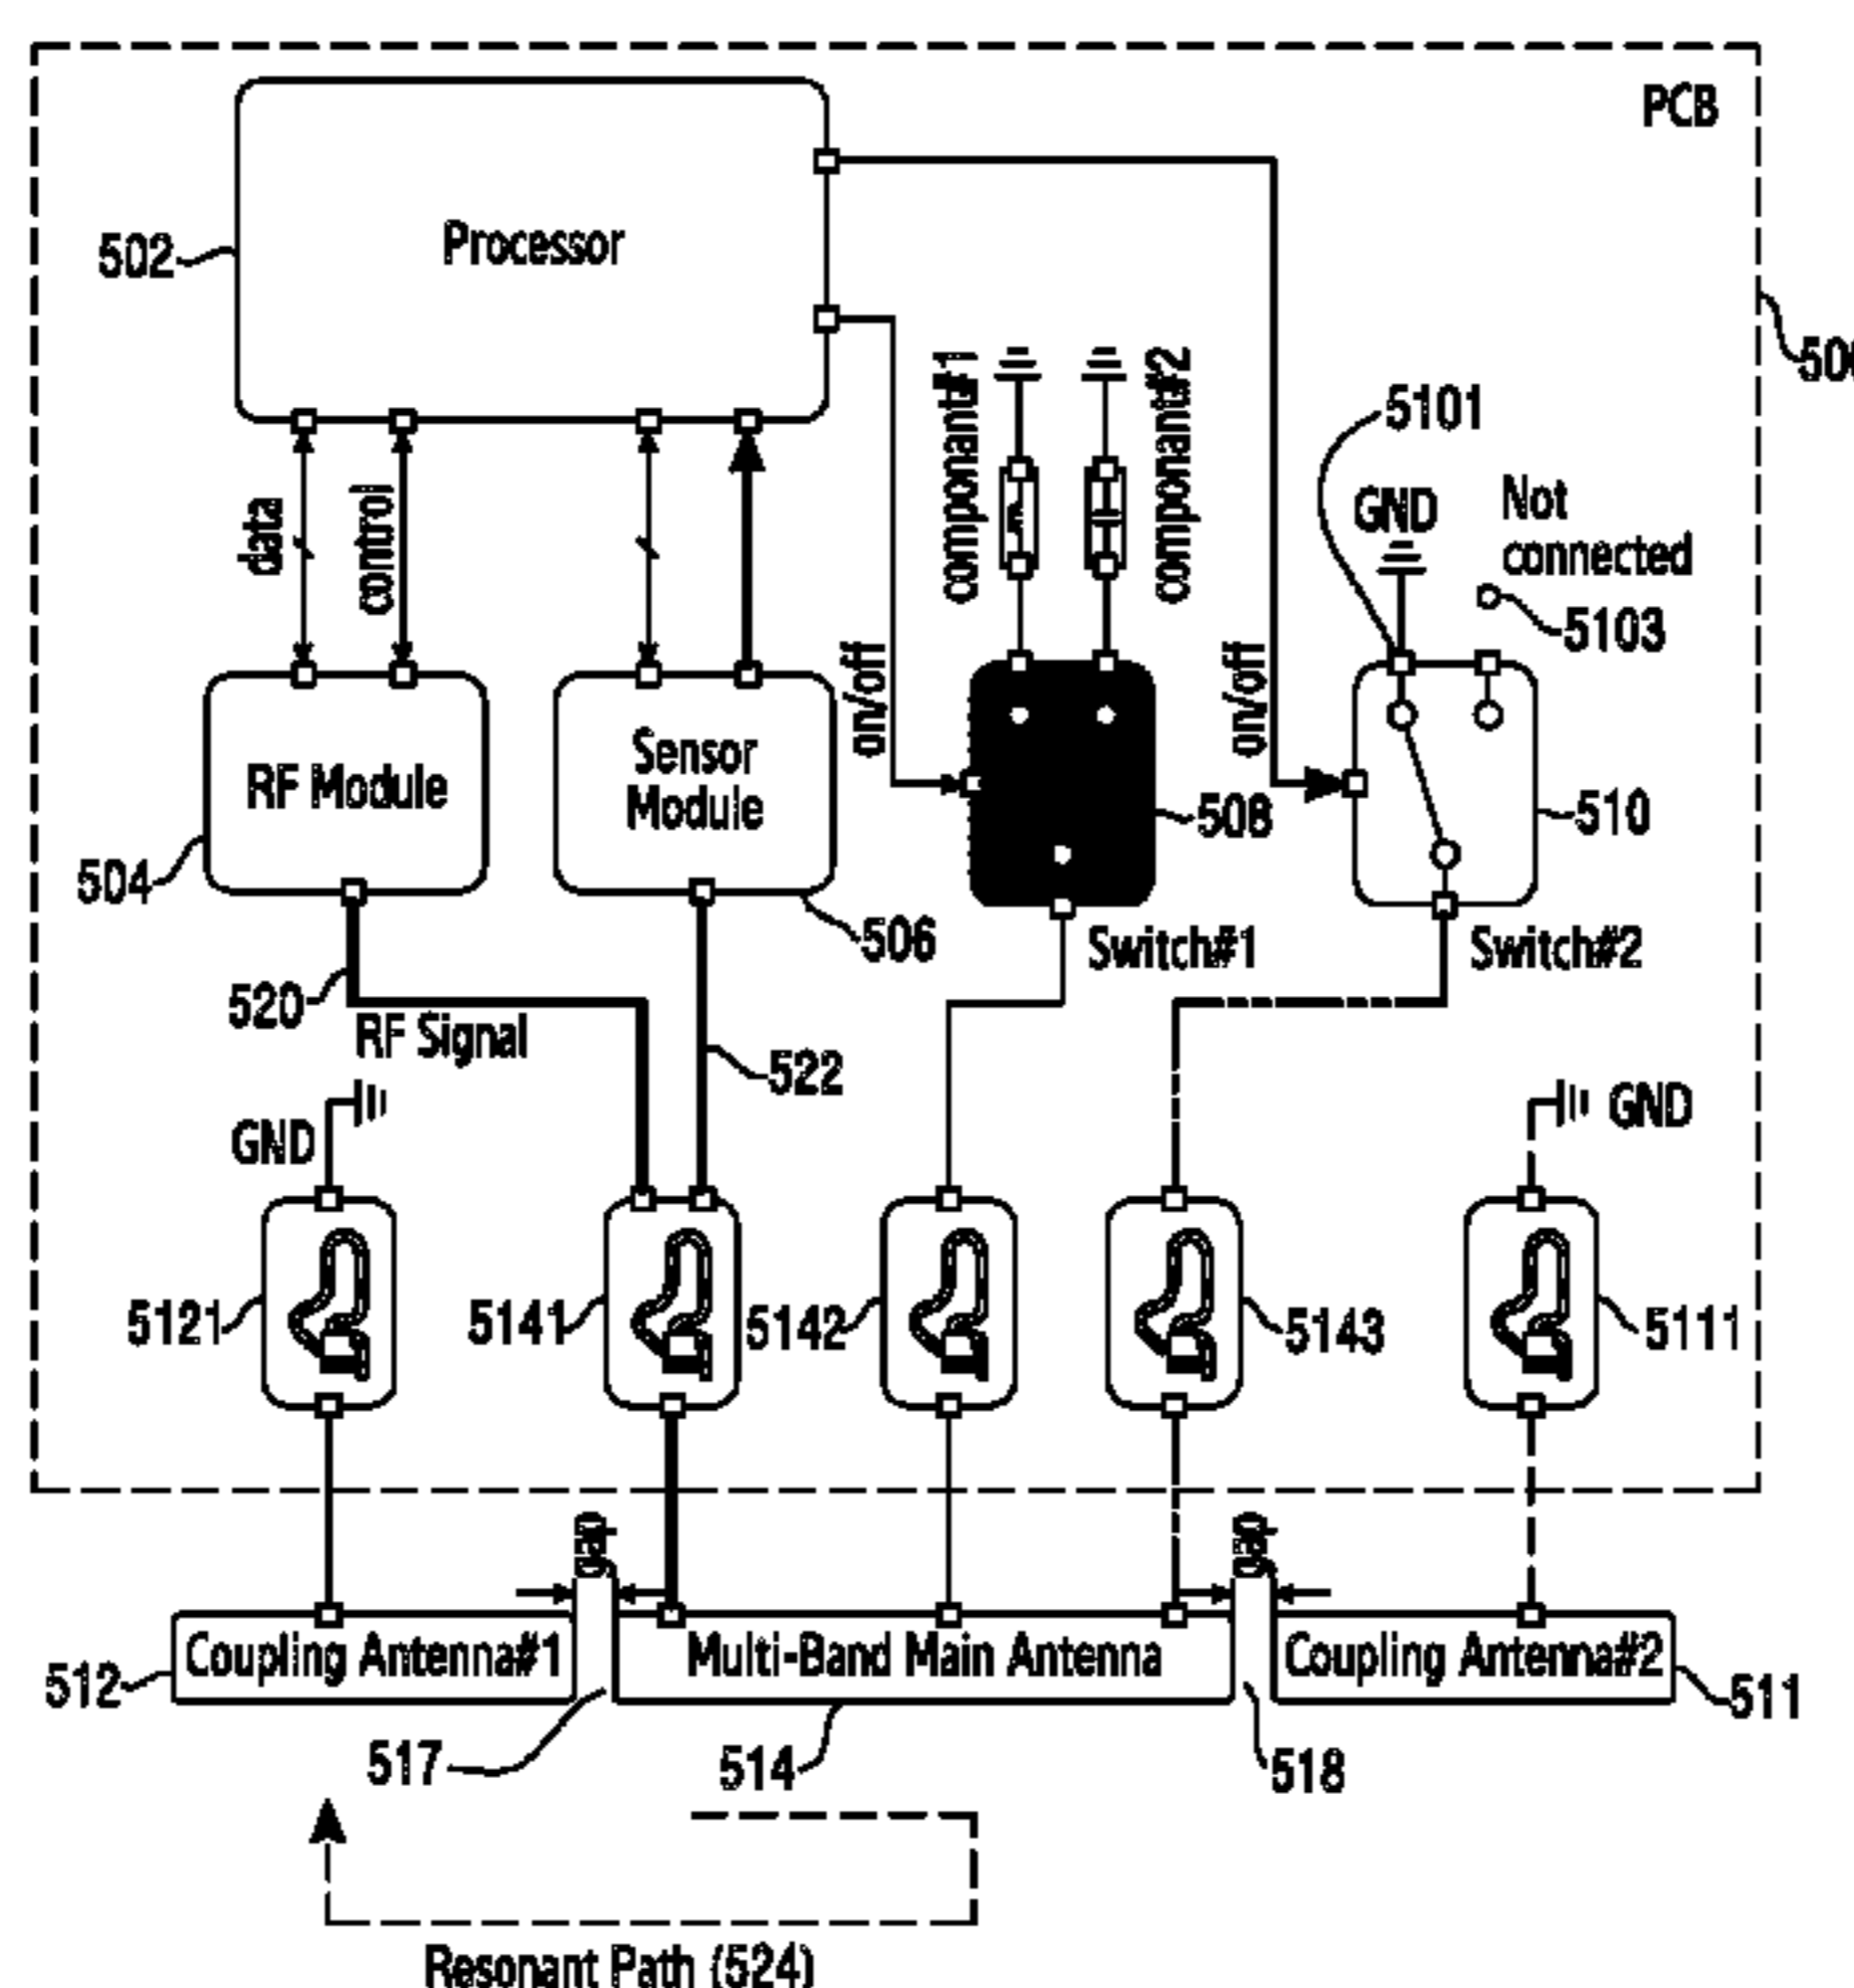 PCB
Processor
502
componant#1
componant#2
5101
GND
Not
connected
5103
data
control
on/off
on/off
RF Module
Sensor
Module
504
506
508
510
Switch#1
Switch#2
520
RF Signal
522
GND
GND
5121
5141
5142
5143
5111
gap
gap
Coupling Antenna#1
Multi-Band Main Antenna
Coupling Antenna#2
512
511
517
514
518
Resonant Path (524)